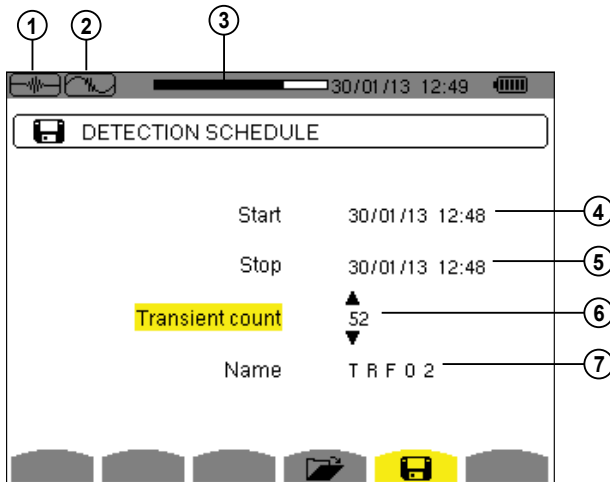 1 2 3
30/01/13 12:49
DETECTION SCHEDULE
Start 30/01/13 12:48 4
Stop 30/01/13 12:48 5
Transient count 52 6
Name T R F 0 2 7